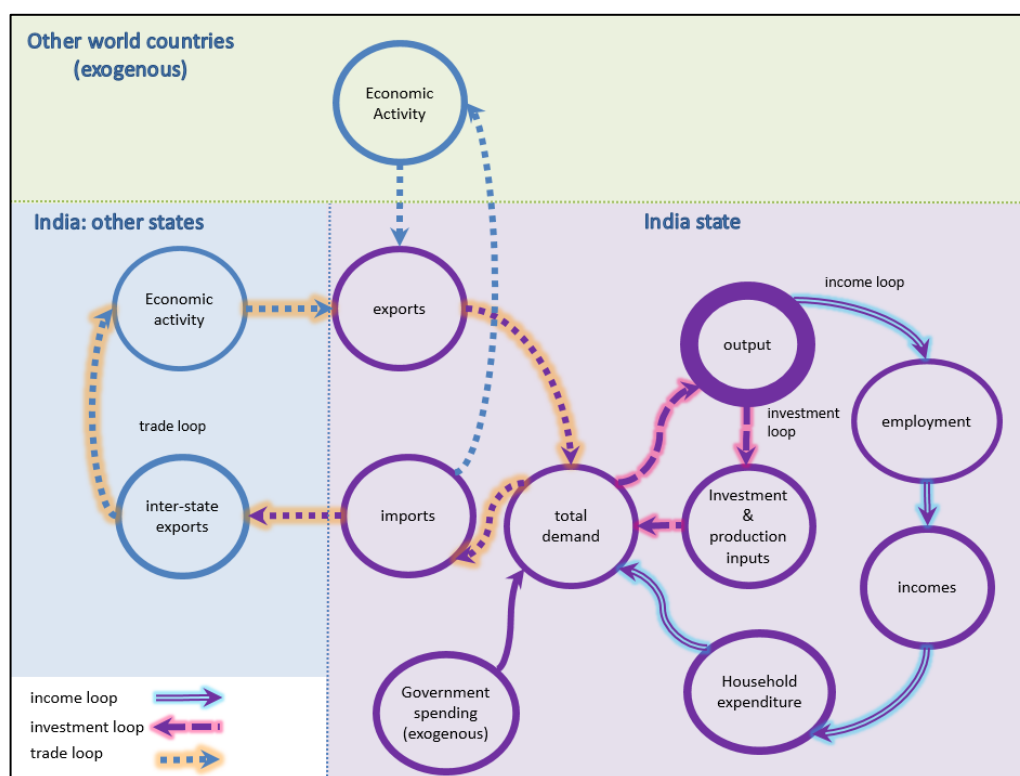 Other world countries
(exogenous)
Economic
Activity
India: other states
India state
Economic
activity
exports
income loop
output
employment
investment
loop
trade loop
inter-state
exports
imports
total
demand
Investment
&
production
inputs
incomes
Government
spending
(exogenous)
Household
expenditure
income loop
investment loop
trade loop